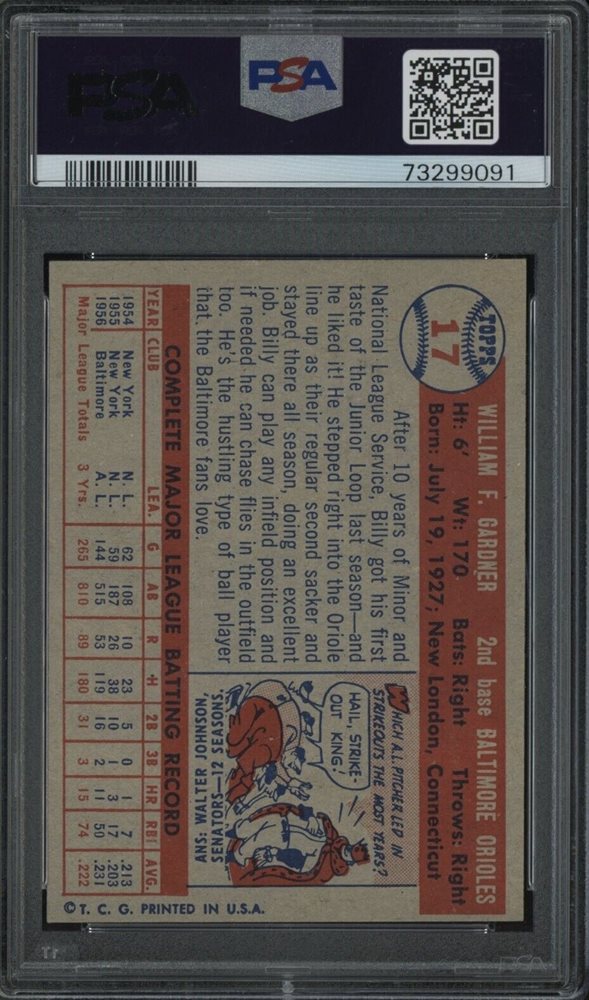 PSA
PSA
73299091
TOPPS
17
WILLIAM F. GARDNER 2nd base BALTIMORE ORIOLES
Ht: 6' Wt: 170 Bats: Right Throws: Right
Born: July 19, 1927, New London, Connecticut
After 10 years of Minor and
National League Service, Billy got his first
taste of the Junior Loop last season—and
he liked it! He stepped right into the Oriole
line up as their regular second sacker and
stayed there all season, doing an excellent
job. Billy can play any infield position and
if needed he can chase flies in the outfield
too. He's the hustling type of ball player
that the Baltimore fans love.
WHICH A.L. PITCHER LED IN
STRIKEOUTS THE MOST YEARS?
HAIL, STRIKE-
OUT KING!
ANS: WALTER JOHNSON,
SENATORS—12 SEASONS.
COMPLETE MAJOR LEAGUE BATTING RECORD
YEAR CLUB LEA. G AB R H 2B 3B HR RBI AVG.
1954 New York N. L. 62 108 10 23 5 0 1 7 .213
1955 New York N. L. 59 187 26 38 10 1 3 17 .203
1956 Baltimore A. L. 144 515 53 119 16 2 11 50 .231
Major League Totals 3 Yrs. 265 810 89 180 31 3 15 74 .222
©T. C. G. PRINTED IN U.S.A.